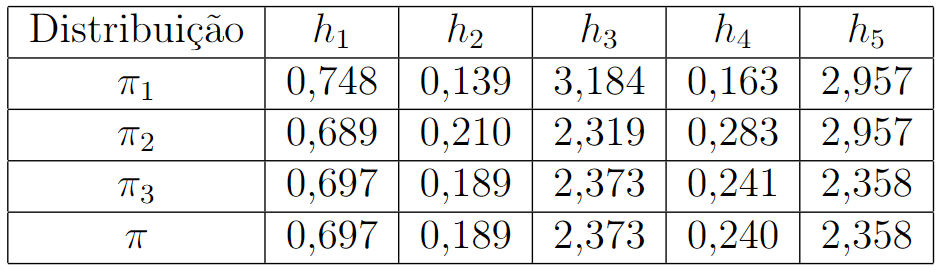 Distribuição h₁ h₂ h₃ h₄ h₅
π₁ 0,748 0,139 3,184 0,163 2,957
π₂ 0,689 0,210 2,319 0,283 2,957
π₃ 0,697 0,189 2,373 0,241 2,358
π 0,697 0,189 2,373 0,240 2,358